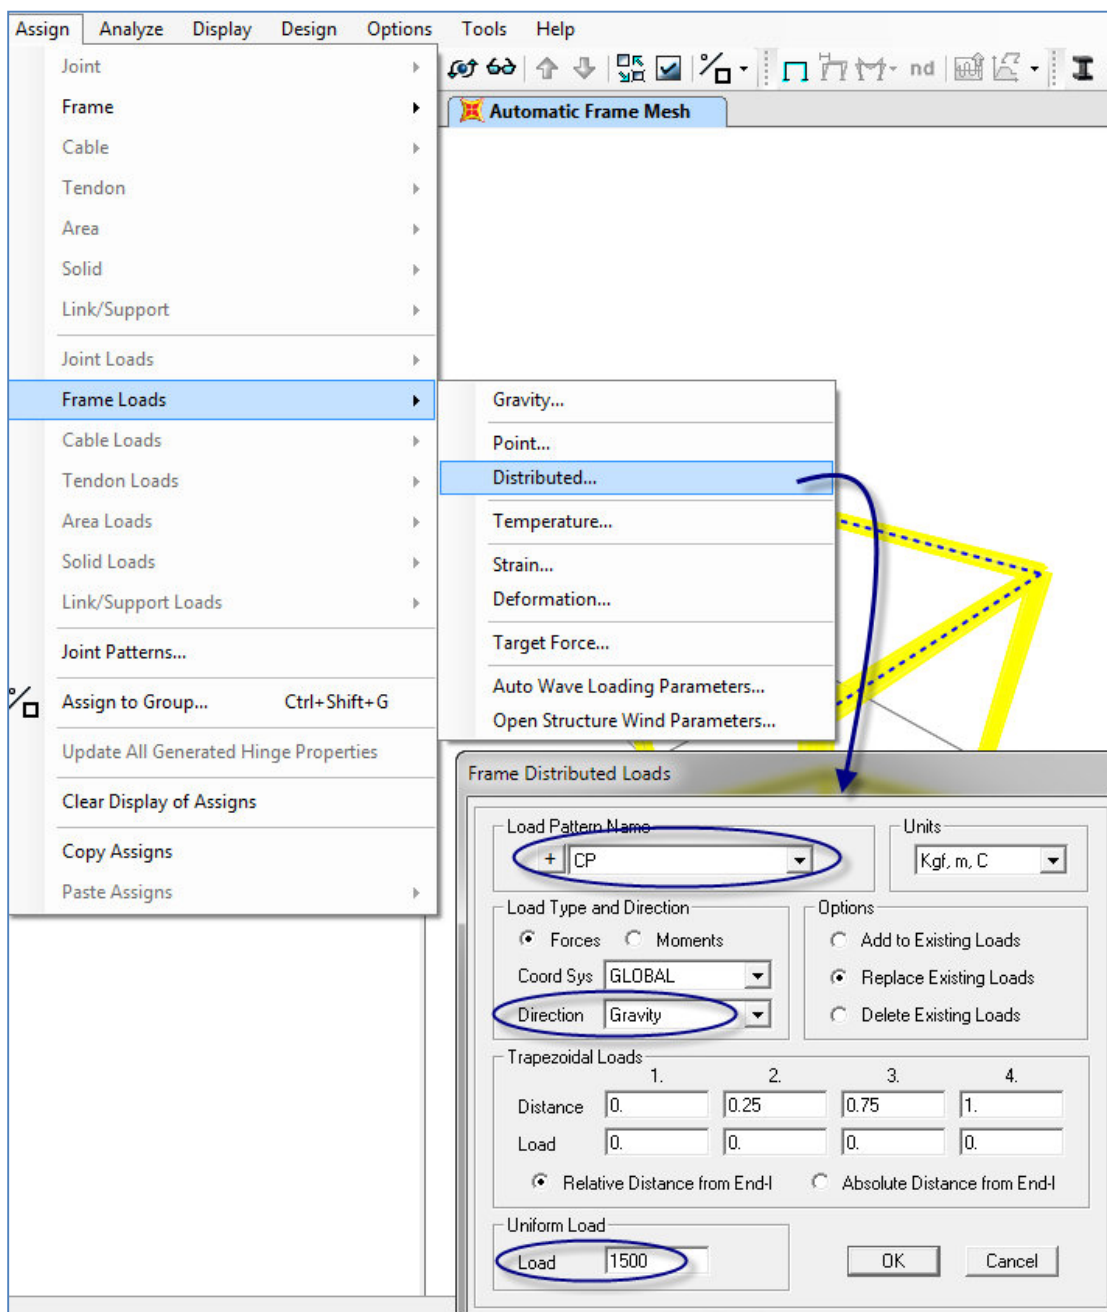 Assign Analyze Display Design Options Tools Help
Joint
Frame
Cable
Tendon
Area
Solid
Link/Support
Joint Loads
Frame Loads
Cable Loads
Tendon Loads
Area Loads
Solid Loads
Link/Support Loads
Joint Patterns...
Assign to Group... Ctrl+Shift+G
Update All Generated Hinge Properties
Clear Display of Assigns
Copy Assigns
Paste Assigns
nd
Automatic Frame Mesh
Gravity...
Point...
Distributed...
Temperature...
Strain...
Deformation...
Target Force...
Auto Wave Loading Parameters...
Open Structure Wind Parameters...
Frame Distributed Loads
Load Pattern Name
+ CP
Units
Kgf, m, C
Load Type and Direction
Forces Moments
Coord Sys GLOBAL
Direction Gravity
Options
Add to Existing Loads
Replace Existing Loads
Delete Existing Loads
Trapezoidal Loads
1. 2. 3. 4.
Distance 0. 0.25 0.75 1.
Load 0. 0. 0. 0.
Relative Distance from End-I Absolute Distance from End-I
Uniform Load
Load 1500
OK Cancel